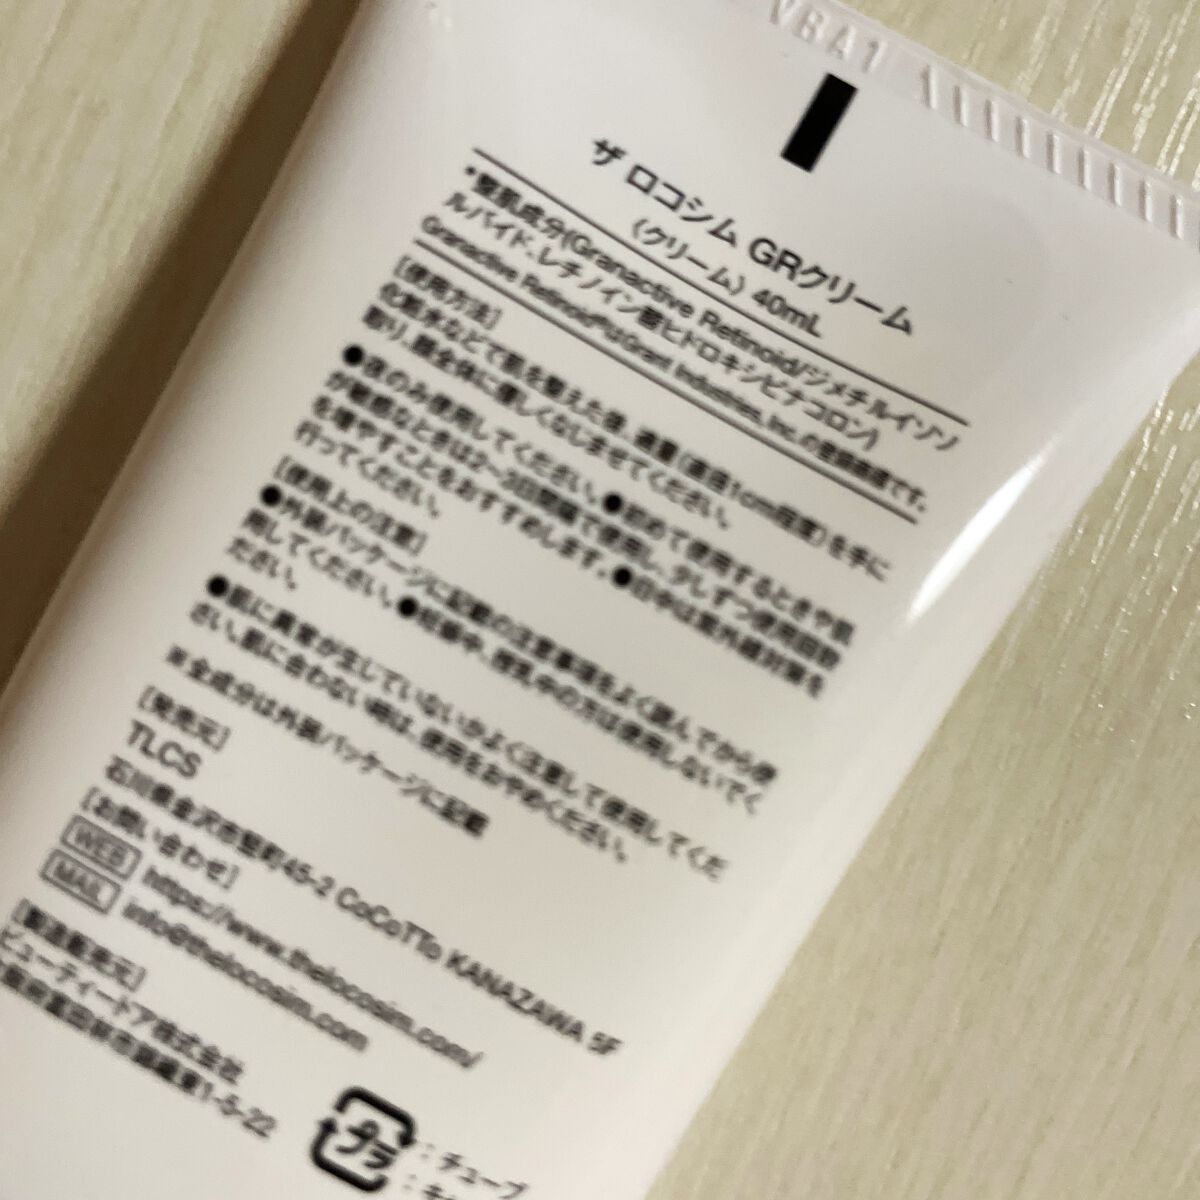 VBA1
ザ ロコシム GRクリーム
(クリーム) 40mL
*整肌成分(Granactive Retinoid/ジメチルイソソ
ルバイド、レチノイン酸ヒドロキシピナコロン)
Granactive Retinoid®はGrant Industries, Inc.の登録商標です。
[使用方法]
化粧水などで肌を整えた後、適量(直径1cm程度)を手に
取り、顔全体に優しくなじませてください。
●夜のみ使用してください。●初めて使用するときや肌
が敏感なときは2~3日間隔で使用し、少しずつ使用回数
を増やすことをおすすめします。●日中は紫外線対策を
行ってください。
[使用上の注意]
●外装パッケージに記載の注意事項をよく読んでから使
用してください。●妊娠中、授乳中の方は使用しないでく
ださい。
●肌に異常が生じていないかよく注意して使用してくだ
さい。肌に合わない時は、使用をおやめください。
※全成分は外装パッケージに記載
[発売元]
TLCS
石川県金沢市竪町45-2 CoCoTTo KANAZAWA 5F
[お問い合わせ]
WEB https://www.thelocosim.com/
MAIL info@thelocosim.com
[製造販売元]
ビューティードア株式会社
1-5-22
プラ : チューブ
: キャ